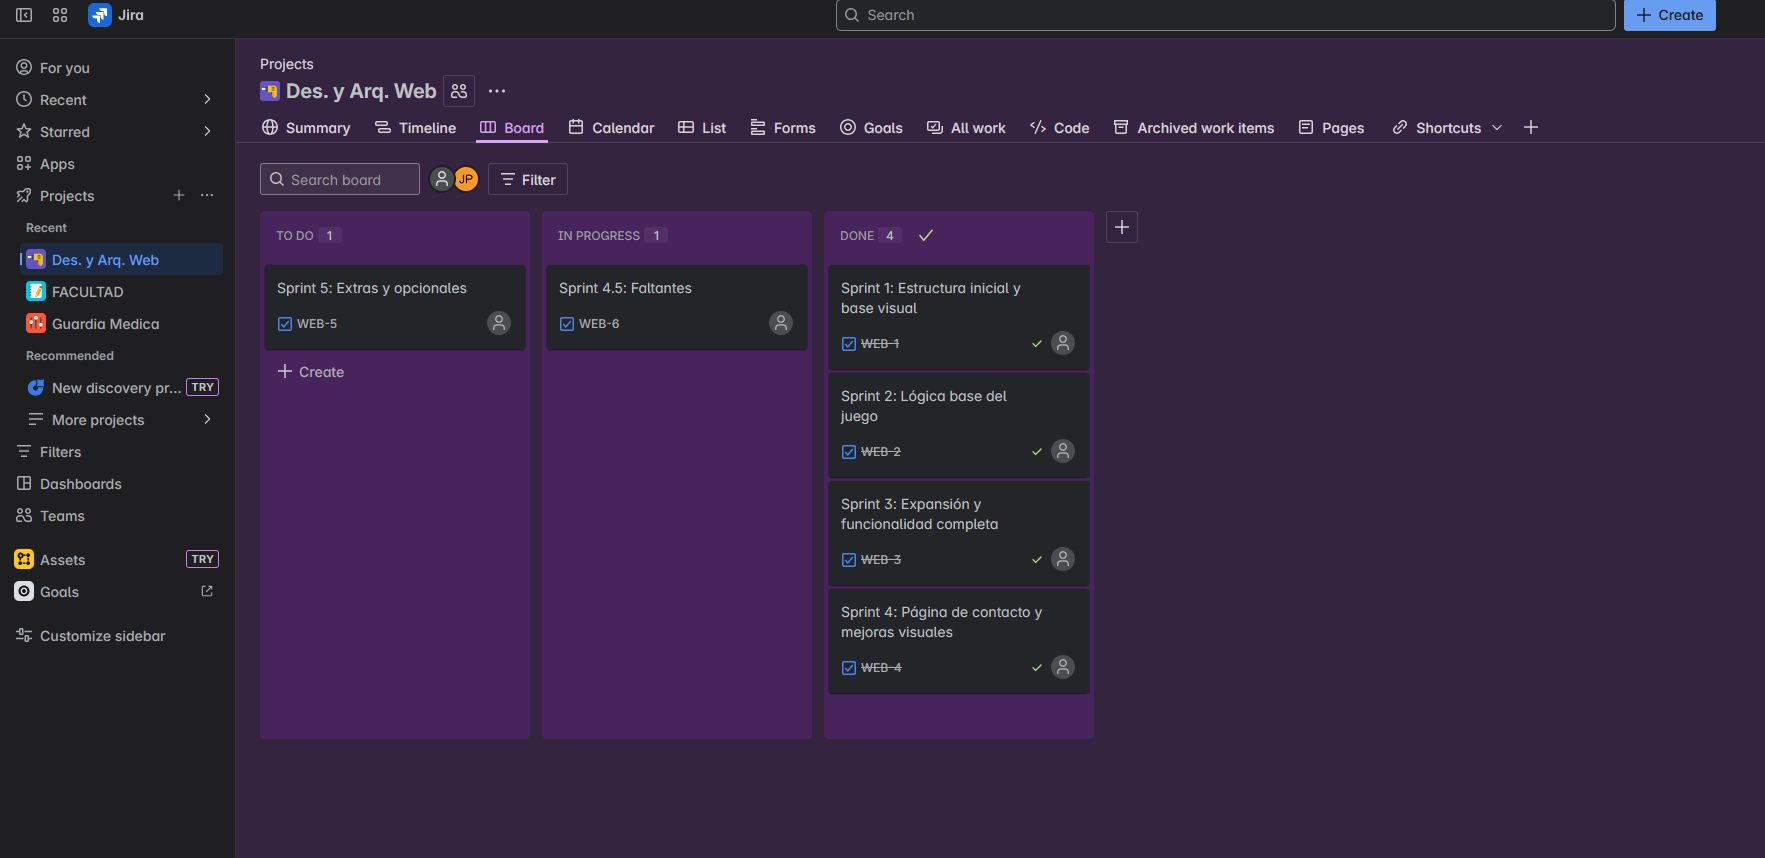 Jira
Search
Create
For you
Recent
Starred
Apps
Projects
Recent
Des. y Arq. Web
FACULTAD
Guardia Medica
Recommended
New discovery pr... TRY
More projects
Filters
Dashboards
Teams
Assets TRY
Goals
Customize sidebar
Projects
Des. y Arq. Web
Summary Timeline Board Calendar List Forms Goals All work Code Archived work items Pages Shortcuts
Search board JP Filter
TO DO 1
Sprint 5: Extras y opcionales
WEB-5
Create
IN PROGRESS 1
Sprint 4.5: Faltantes
WEB-6
DONE 4
Sprint 1: Estructura inicial y
base visual
WEB-1
Sprint 2: Lógica base del
juego
WEB-2
Sprint 3: Expansión y
funcionalidad completa
WEB-3
Sprint 4: Página de contacto y
mejoras visuales
WEB-4